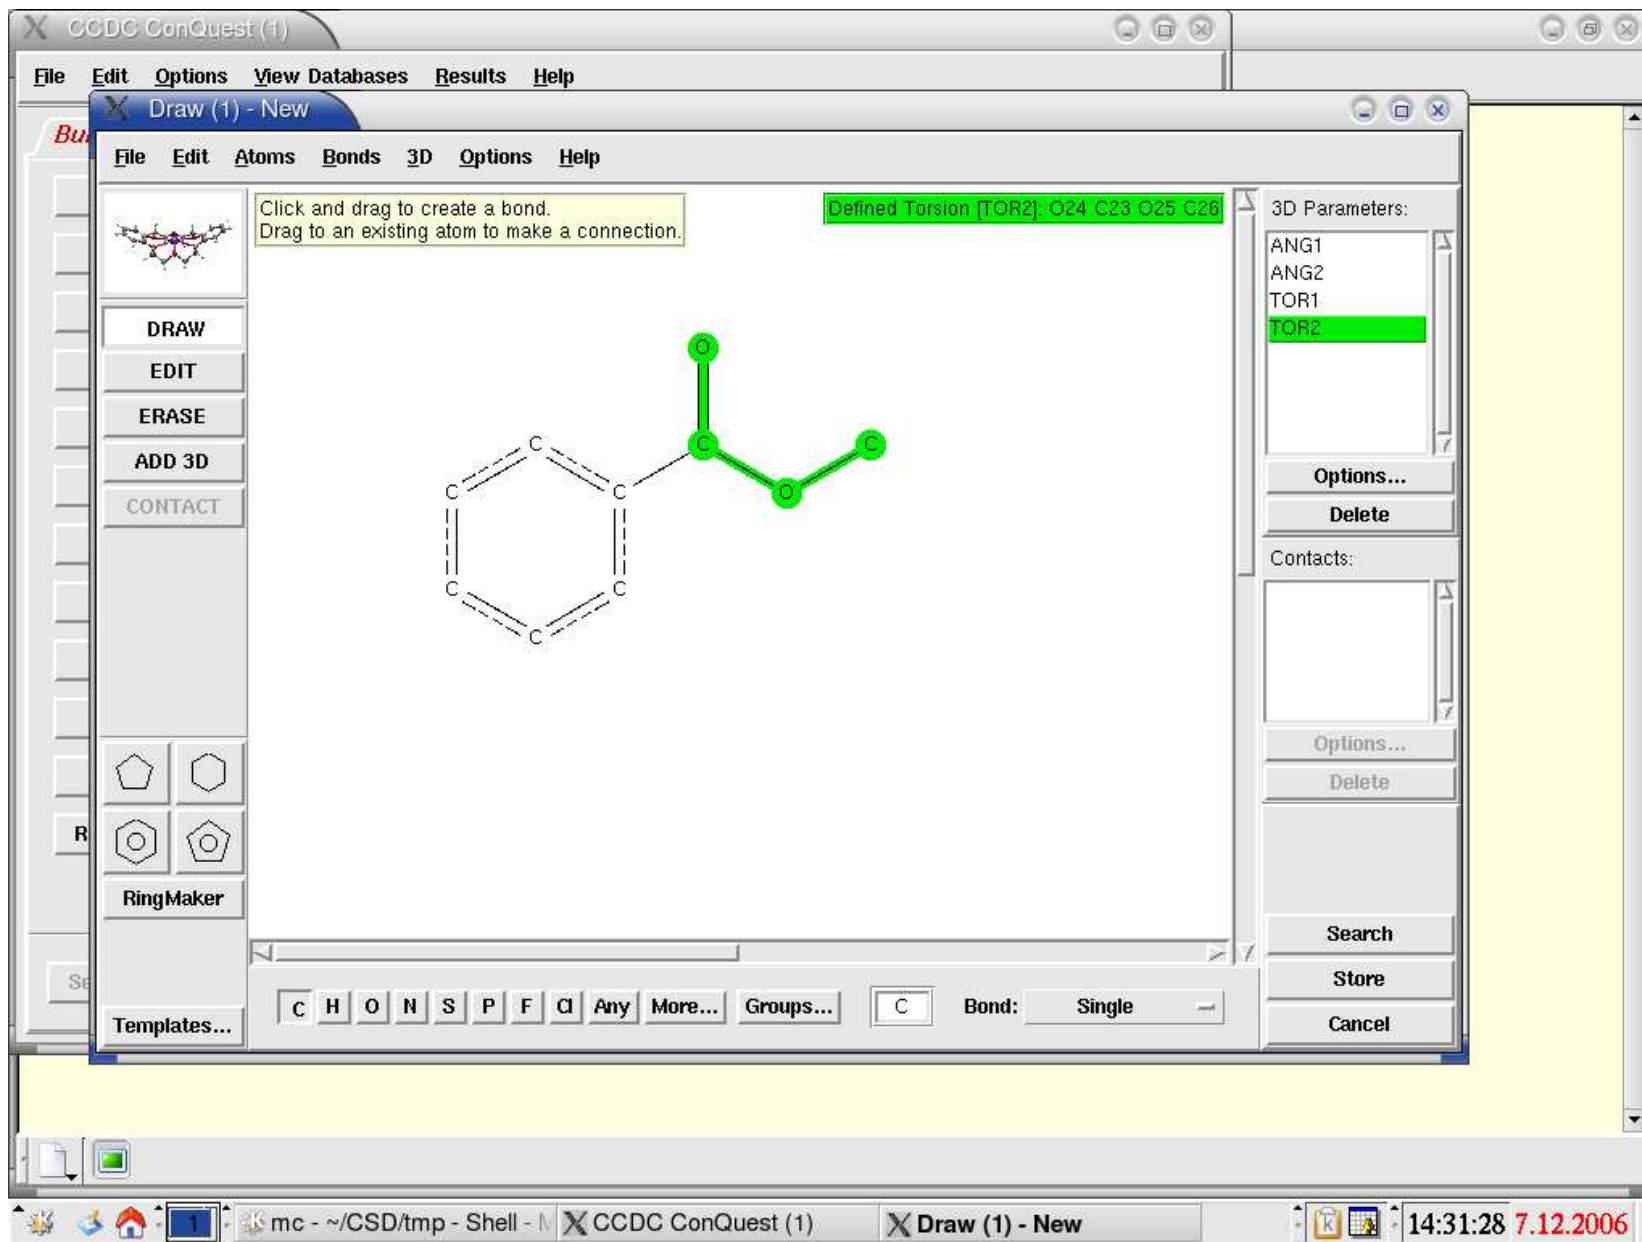 CCDC ConQuest (1)
File Edit Options View Databases Results Help
Draw (1) - New
File Edit Atoms Bonds 3D Options Help
Click and drag to create a bond.
Drag to an existing atom to make a connection.
Defined Torsion [TOR2]: O24 C23 O25 C26
3D Parameters:
ANG1
ANG2
TOR1
TOR2
Options...
Delete
Contacts:
Options...
Delete
DRAW
EDIT
ERASE
ADD 3D
CONTACT
O
C C C
C C O
C C
C
RingMaker
Templates...
C H O N S P F Cl Any More... Groups... C Bond: Single
Search
Store
Cancel
1 mc - ~/CSD/tmp - Shell - CCDC ConQuest (1) Draw (1) - New 14:31:28 7.12.2006